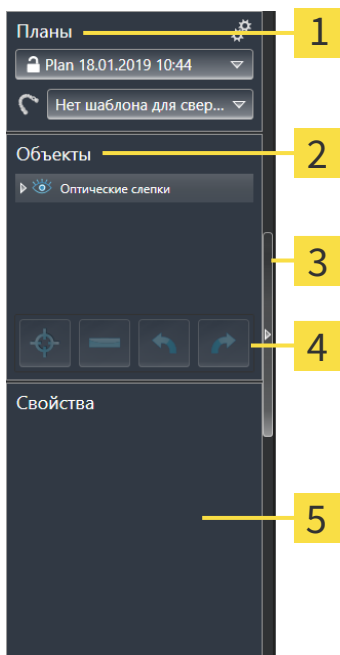 Планы
1
Plan 18.01.2019 10:44
Нет шаблона для свер...
Объекты
2
Оптические слепки
3
4
Свойства
5